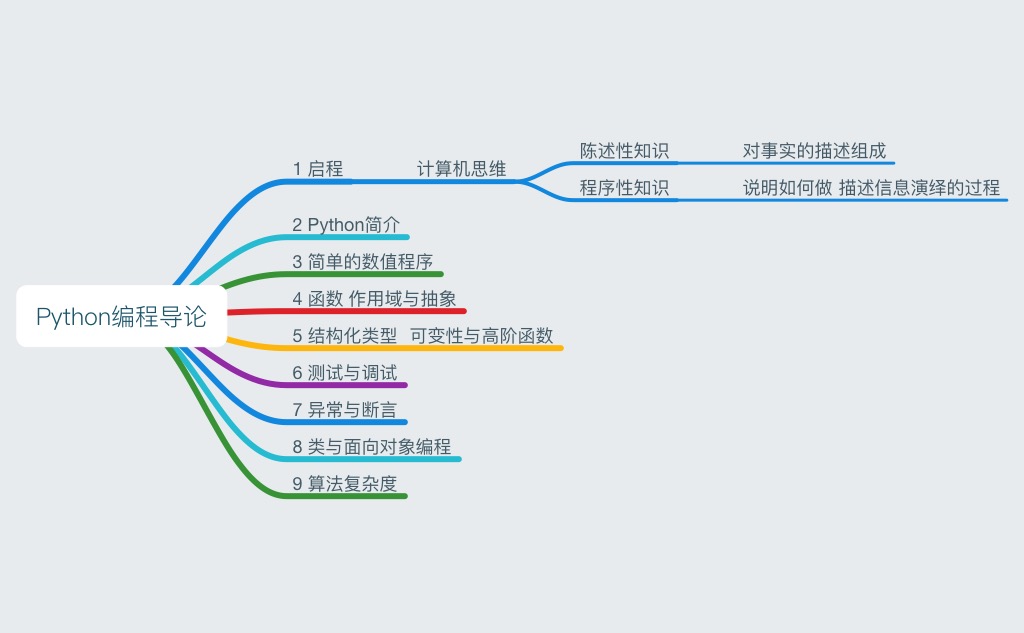 陈述性知识 对事实的描述组成
1 启程 计算机思维
程序性知识 说明如何做 描述信息演绎的过程
2 Python简介
3 简单的数值程序
4 函数 作用域与抽象
Python编程导论
5 结构化类型 可变性与高阶函数
6 测试与调试
7 异常与断言
8 类与面向对象编程
9 算法复杂度